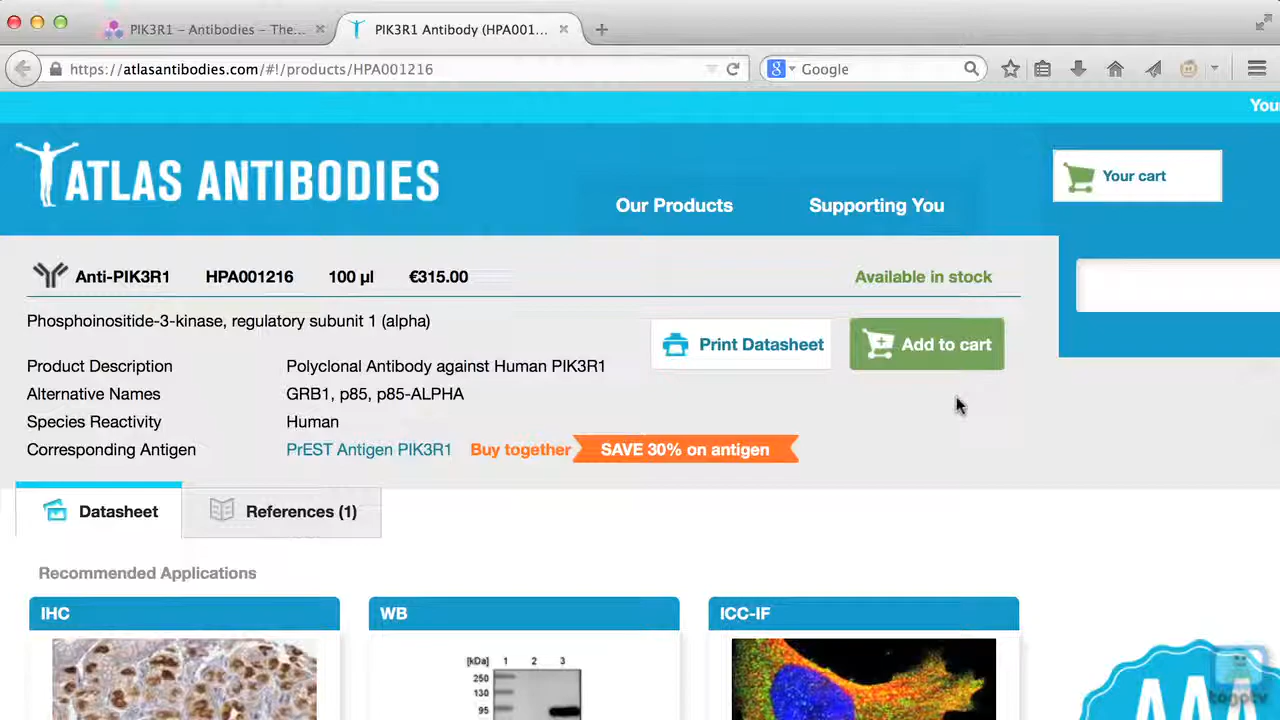 PIK3R1 – Antibodies – The...
PIK3R1 Antibody (HPA001...
https://atlasantibodies.com/#!/products/HPA001216
Google
You
ATLAS ANTIBODIES
Our Products
Supporting You
Your cart
Anti-PIK3R1 HPA001216 100 µl €315.00 Available in stock
Phosphoinositide-3-kinase, regulatory subunit 1 (alpha)
Print Datasheet
Add to cart
Product Description Polyclonal Antibody against Human PIK3R1
Alternative Names GRB1, p85, p85-ALPHA
Species Reactivity Human
Corresponding Antigen PrEST Antigen PIK3R1 Buy together SAVE 30% on antigen
Datasheet
References (1)
Recommended Applications
IHC
WB
ICC-IF
[kDa] 1 2 3
250
130
95
AAA
togotv